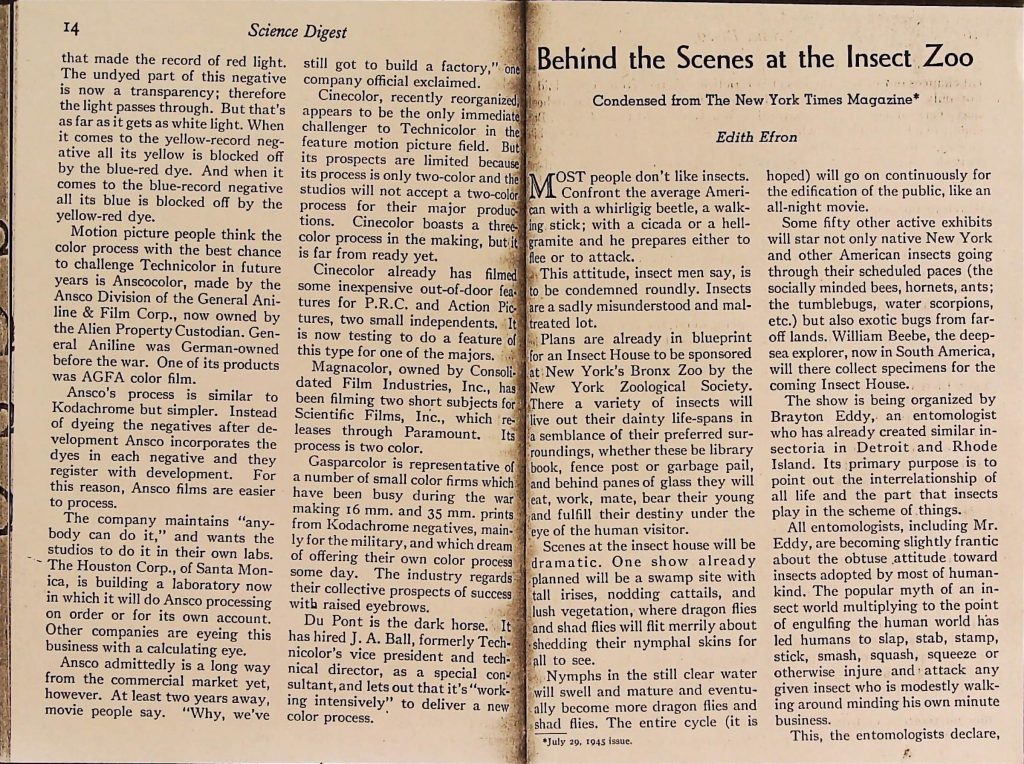 14
Science Digest
that made the record of red light.
The undyed part of this negative
is now a transparency; therefore
the light passes through. But that's
as far as it gets as white light. When
it comes to the yellow-record neg-
ative all its yellow is blocked off
by the blue-red dye. And when it
comes to the blue-record negative
all its blue is blocked off by the
yellow-red dye.
Motion picture people think the
color process with the best chance
to challenge Technicolor in future
years is Anscocolor, made by the
Ansco Division of the General Ani-
line & Film Corp., now owned by
the Alien Property Custodian. Gen-
eral Aniline was German-owned
before the war. One of its products
was AGFA color film.
Ansco's process is similar to
Kodachrome but simpler. Instead
of dyeing the negatives after de-
velopment Ansco incorporates the
dyes in each negative and they
register with development. For
this reason, Ansco films are easier
to process.
The company maintains "any-
body can do it," and wants the
studios to do it in their own labs.
The Houston Corp., of Santa Mon-
ica, is building a laboratory now
in which it will do Ansco processing
on order or for its own account.
Other companies are eyeing this
business with a calculating eye.
Ansco admittedly is a long way
from the commercial market yet,
however. At least two years away,
movie people say. "Why, we've
still got to build a factory," one
company official exclaimed.
Cinecolor, recently reorganized,
appears to be the only immediate
challenger to Technicolor in the
feature motion picture field. But
its prospects are limited because
its process is only two-color and the
studios will not accept a two-color
process for their major produc-
tions. Cinecolor boasts a three-
color process in the making, but it
is far from ready yet.
Cinecolor already has filmed
some inexpensive out-of-door fea-
tures for P.R.C. and Action Pic-
tures, two small independents. It
is now testing to do a feature of
this type for one of the majors.
Magnacolor, owned by Consoli-
dated Film Industries, Inc., has
been filming two short subjects for
Scientific Films, Inc., which re-
leases through Paramount. Its
process is two color.
Gasparcolor is representative of
a number of small color firms which
have been busy during the war
making 16 mm. and 35 mm. prints
from Kodachrome negatives, main-
ly for the military, and which dream
of offering their own color process
some day. The industry regards
their collective prospects of success
with raised eyebrows.
Du Pont is the dark horse. It
has hired J. A. Ball, formerly Tech-
nicolor's vice president and tech-
nical director, as a special con-
sultant, and lets out that it's "work-
ing intensively" to deliver a new
color process.
Behind the Scenes at the Insect Zoo
Condensed from The New York Times Magazine*
Edith Efron
MOST people don't like insects.
Confront the average Ameri-
can with a whirligig beetle, a walk-
ing stick; with a cicada or a hell-
gramite and he prepares either to
flee or to attack.
This attitude, insect men say, is
to be condemned roundly. Insects
are a sadly misunderstood and mal-
treated lot.
Plans are already in blueprint
for an Insect House to be sponsored
at New York's Bronx Zoo by the
New York Zoological Society.
There a variety of insects will
live out their dainty life-spans in
a semblance of their preferred sur-
roundings, whether these be library
book, fence post or garbage pail,
and behind panes of glass they will
eat, work, mate, bear their young
and fulfill their destiny under the
eye of the human visitor.
Scenes at the insect house will be
dramatic. One show already
planned will be a swamp site with
tall irises, nodding cattails, and
lush vegetation, where dragon flies
and shad flies will flit merrily about
shedding their nymphal skins for
all to see.
Nymphs in the still clear water
will swell and mature and eventu-
ally become more dragon flies and
shad flies. The entire cycle (it is
*July 29, 1945 issue.
hoped) will go on continuously for
the edification of the public, like an
all-night movie.
Some fifty other active exhibits
will star not only native New York
and other American insects going
through their scheduled paces (the
socially minded bees, hornets, ants;
the tumblebugs, water scorpions,
etc.) but also exotic bugs from far-
off lands. William Beebe, the deep-
sea explorer, now in South America,
will there collect specimens for the
coming Insect House.
The show is being organized by
Brayton Eddy, an entomologist
who has already created similar in-
sectoria in Detroit and Rhode
Island. Its primary purpose is to
point out the interrelationship of
all life and the part that insects
play in the scheme of things.
All entomologists, including Mr.
Eddy, are becoming slightly frantic
about the obtuse attitude toward
insects adopted by most of human-
kind. The popular myth of an in-
sect world multiplying to the point
of engulfing the human world has
led humans to slap, stab, stamp,
stick, smash, squash, squeeze or
otherwise injure and attack any
given insect who is modestly walk-
ing around minding his own minute
business.
This, the entomologists declare,